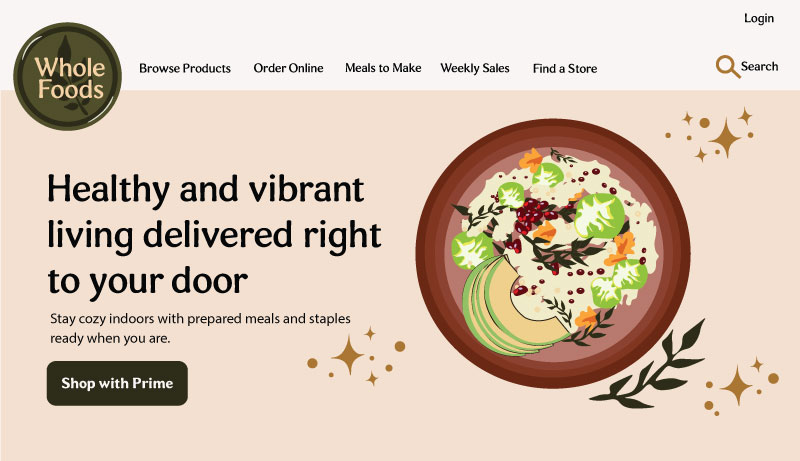 Login
Whole
Foods
Browse Products
Order Online
Meals to Make
Weekly Sales
Find a Store
Search
Healthy and vibrant
living delivered right
to your door
Stay cozy indoors with prepared meals and staples
ready when you are.
Shop with Prime